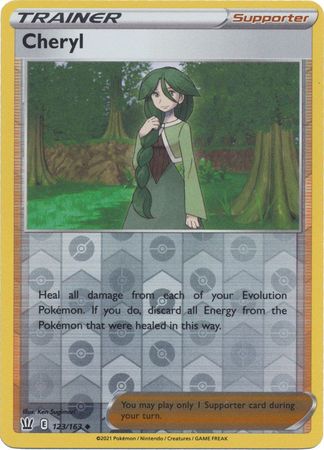 TRAINER Supporter
Cheryl
Heal all damage from each of your Evolution
Pokémon. If you do, discard all Energy from the
Pokémon that were healed in this way.
Illus. Ken Sugimori
E 123/163 ◆
You may play only 1 Supporter card during
your turn.
©2021 Pokémon / Nintendo / Creatures / GAME FREAK